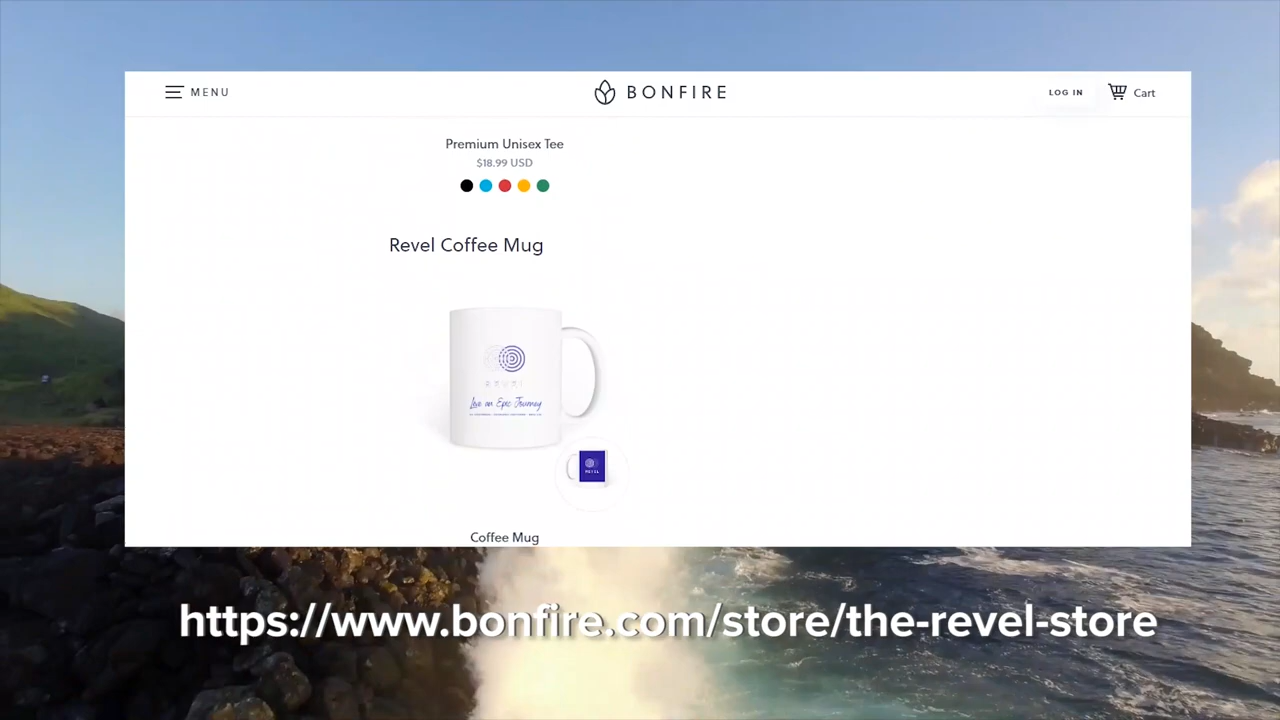 MENU
BONFIRE
LOG IN
Cart
Premium Unisex Tee
$18.99 USD
Revel Coffee Mug
Live an Epic Journey
REVEL
Coffee Mug
https://www.bonfire.com/store/the-revel-store